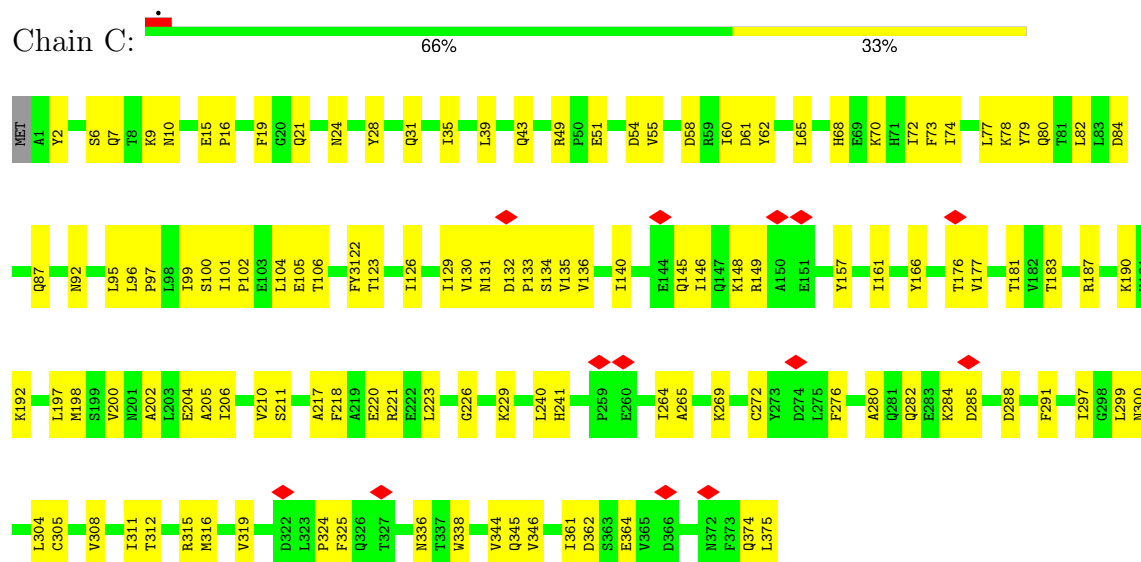 Chain C:
•
66% 33%
MET A1 Y2 S6 Q7 T8 K9 N10 E15 P16 F19 G20 Q21 N24 Y28 Q31 I35 L39 Q43 R49 P50 E51 D54 V55 D58 R59 I60 D61 Y62 L65 H68 E69 K70 H71 I72 F73 I74 L77 K78 Y79 Q80 T81 L82 L83 D84
Q87 N92 L95 L96 P97 L98 I99 S100 I101 P102 E103 L104 E105 T106 FY3122 T123 I126 I129 V130 N131 D132 P133 S134 V135 V136 I140 E144 Q145 I146 Q147 K148 R149 A150 E151 Y157 I161 Y166 T176 V177 T181 V182 T183 R187 K190
K192 L197 M198 S199 V200 N201 A202 L203 E204 A205 I206 V210 S211 A217 F218 A219 E220 R221 E222 L223 G226 K229 L240 H241 P259 E260 I264 A265 K269 C272 Y273 D274 L275 F276 A280 Q281 Q282 E283 K284 D285 D288 F291 I297 G298 L299 N300
L304 C305 V308 I311 T312 R315 M316 V319 D322 L323 P324 F325 Q326 T327 N336 T337 W338 V344 Q345 V346 I361 D362 S363 E364 V365 D366 N372 F373 Q374 L375